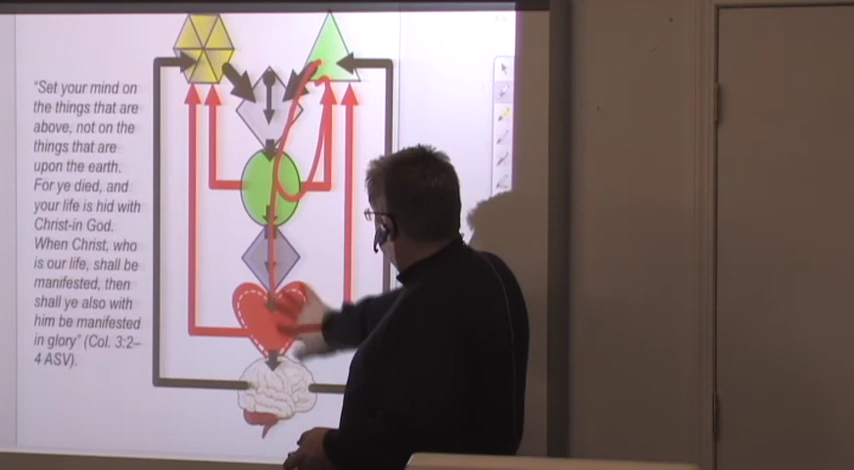 “Set your mind on
the things that are
above, not on the
things that are
upon the earth.
For ye died, and
your life is hid with
Christ-in God.
When Christ, who
is our life, shall be
manifested, then
shall ye also with
him be manifested
in glory” (Col. 3:2–
4 ASV).